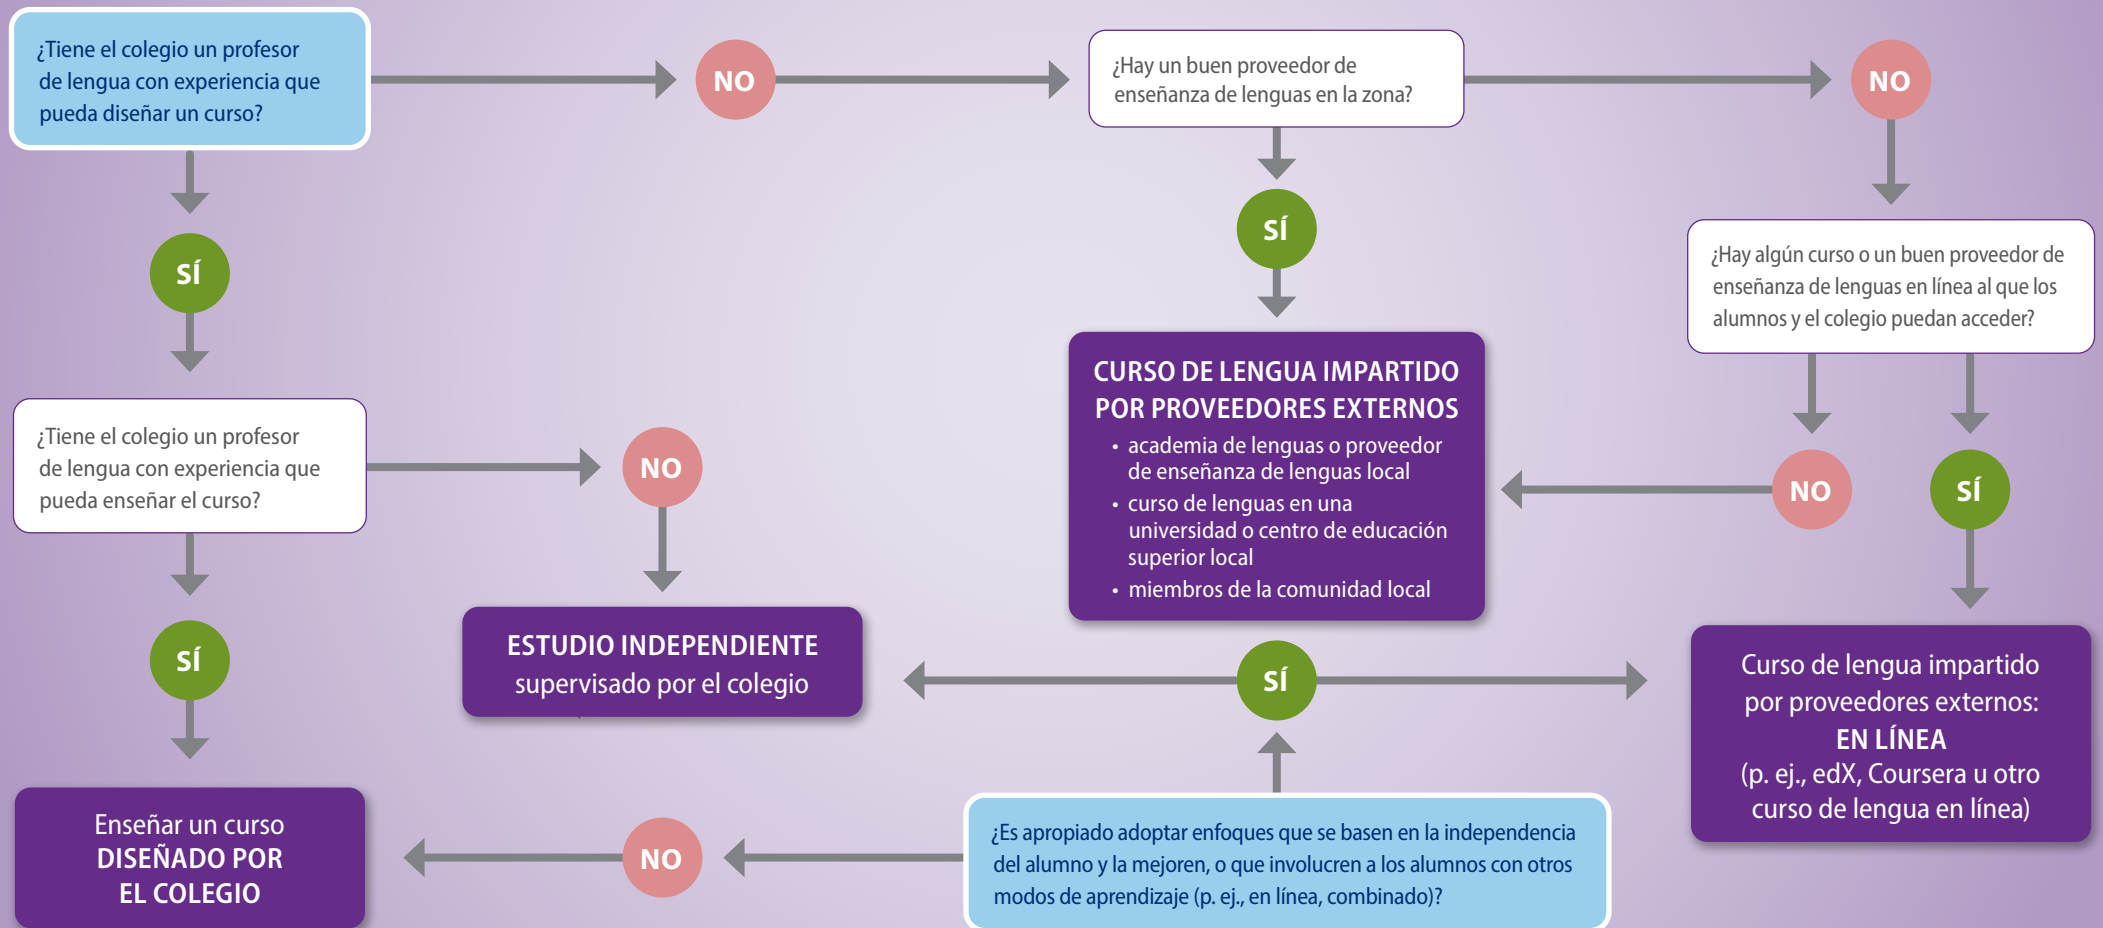 ¿Tiene el colegio un profesor
de lengua con experiencia que
pueda diseñar un curso?
NO
¿Hay un buen proveedor de
enseñanza de lenguas en la zona?
NO
SÍ
SÍ
¿Hay algún curso o un buen proveedor de
enseñanza de lenguas en línea al que los
alumnos y el colegio puedan acceder?
¿Tiene el colegio un profesor
de lengua con experiencia que
pueda enseñar el curso?
NO
CURSO DE LENGUA IMPARTIDO
POR PROVEEDORES EXTERNOS
• academia de lenguas o proveedor
de enseñanza de lenguas local
• curso de lenguas en una
universidad o centro de educación
superior local
• miembros de la comunidad local
NO
SÍ
SÍ
ESTUDIO INDEPENDIENTE
supervisado por el colegio
SÍ
Curso de lengua impartido
por proveedores externos:
EN LÍNEA
(p. ej., edX, Coursera u otro
curso de lengua en línea)
Enseñar un curso
DISEÑADO POR
EL COLEGIO
NO
¿Es apropiado adoptar enfoques que se basen en la independencia
del alumno y la mejoren, o que involucren a los alumnos con otros
modos de aprendizaje (p. ej., en línea, combinado)?